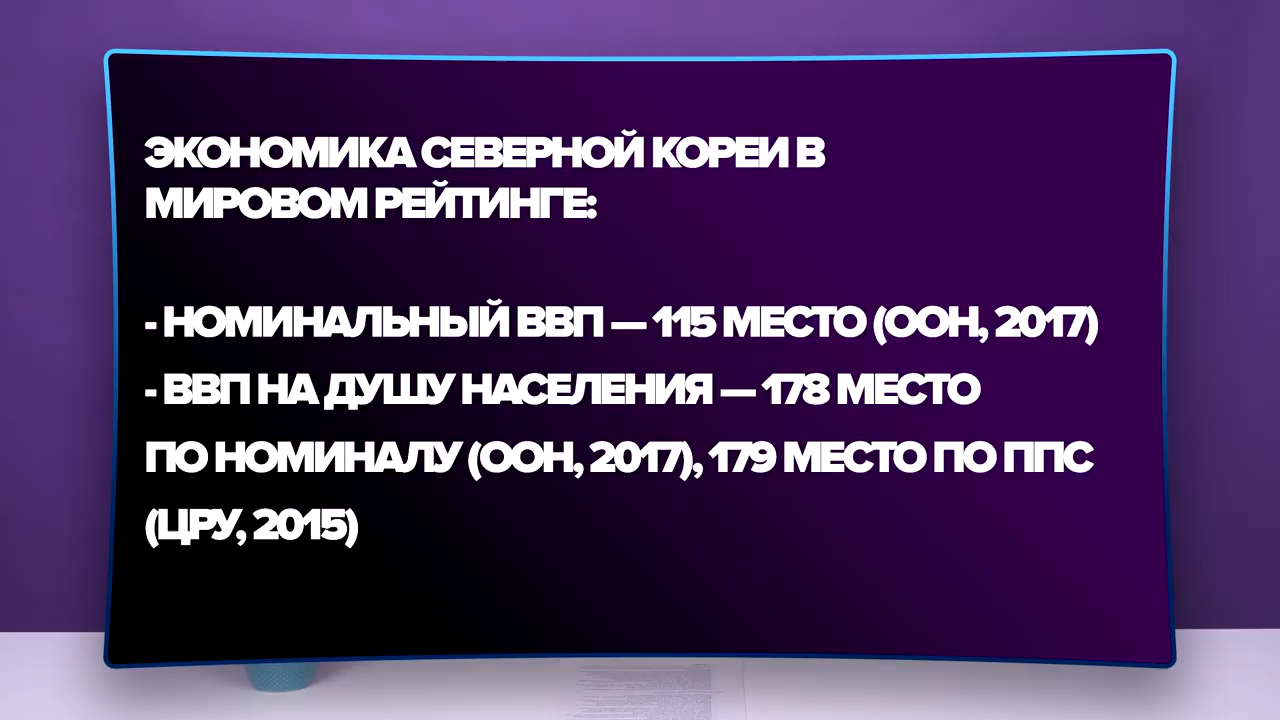 ЭКОНОМИКА СЕВЕРНОЙ КОРЕИ В
МИРОВОМ РЕЙТИНГЕ:
- НОМИНАЛЬНЫЙ ВВП — 115 МЕСТО (ООН, 2017)
- ВВП НА ДУШУ НАСЕЛЕНИЯ — 178 МЕСТО
ПО НОМИНАЛУ (ООН, 2017), 179 МЕСТО ПО ППС
(ЦРУ, 2015)